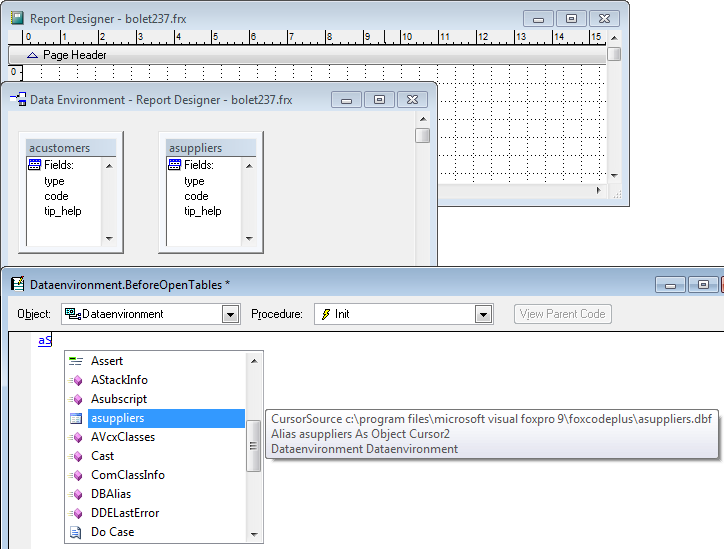 Report Designer - bolet237.frx
0 1 2 3 4 5 6 7 8 9 10 11 12 13 14 15
Page Header
0
Data Environment - Report Designer - bolet237.frx
acustomers
Fields:
type
code
tip_help
asuppliers
Fields:
type
code
tip_help
Dataenvironment.BeforeOpenTables *
Object: Dataenvironment Procedure: Init View Parent Code
aS
Assert
AStackInfo
Asubscript
asuppliers
AVcxClasses
Cast
ComClassInfo
DBAlias
DDELastError
Do Case
CursorSource c:\program files\microsoft visual foxpro 9\foxcodeplus\asuppliers.dbf
Alias asuppliers As Object Cursor2
Dataenvironment Dataenvironment